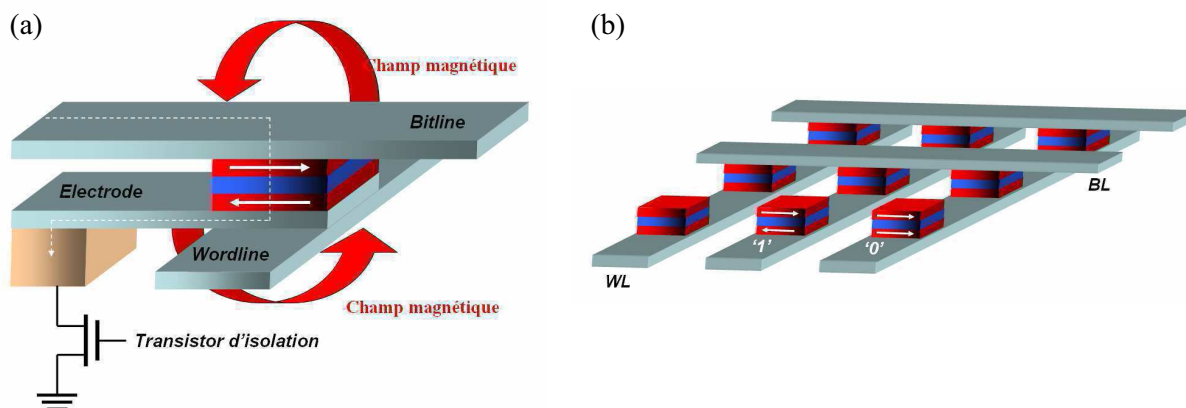 (a)
Champ magnétique
Bitline
Electrode
Wordline
Champ magnétique
Transistor d'isolation
(b)
BL
'1'
'0'
WL